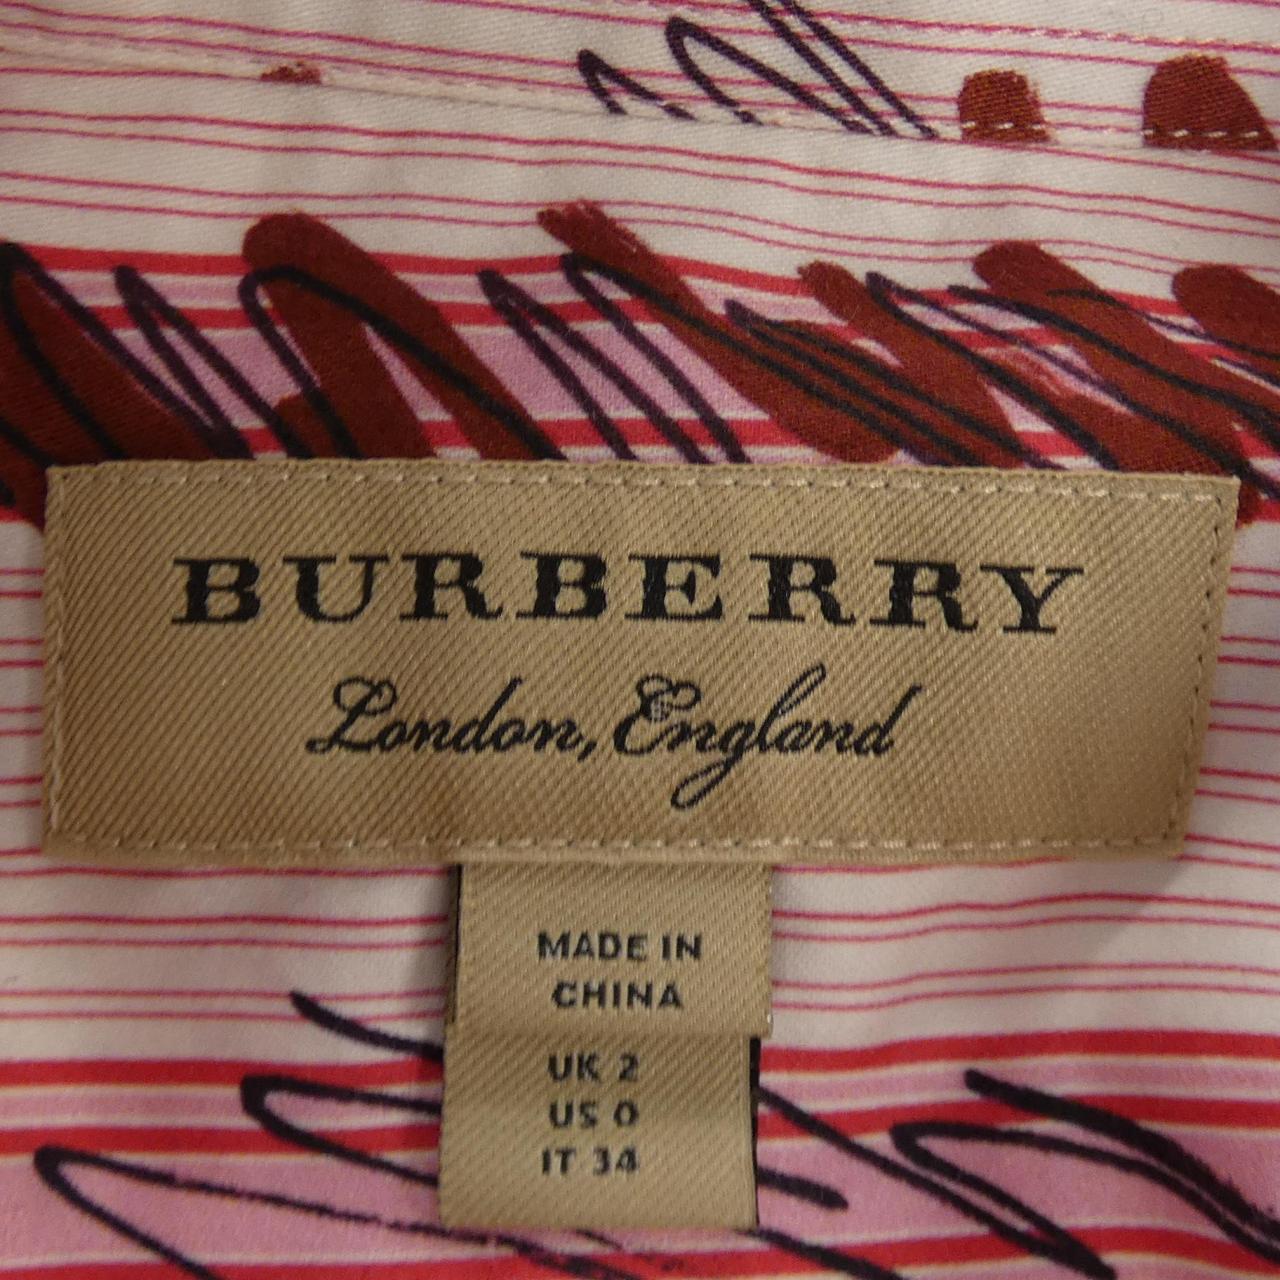 BURBERRY
London, England
MADE IN
CHINA
UK 2
US 0
IT 34